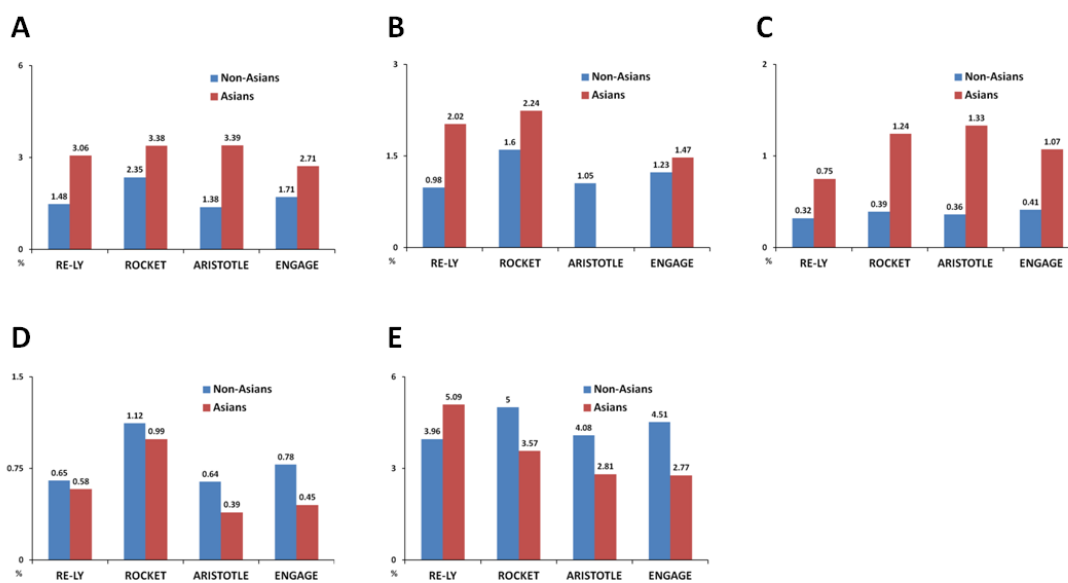 A
6
Non-Asians
Asians
3.06
3.38
3.39
2.71
3
2.35
1.48
1.38
1.71
0
%
RE-LY ROCKET ARISTOTLE ENGAGE
B
3
Non-Asians
Asians
2.02
2.24
1.5
1.6
0.98
1.05
1.23
1.47
0
%
RE-LY ROCKET ARISTOTLE ENGAGE
C
2
Non-Asians
Asians
1.24
1.33
1.07
1
0.75
0.32
0.39
0.36
0.41
0
%
RE-LY ROCKET ARISTOTLE ENGAGE
D
1.5
Non-Asians
Asians
1.12
0.99
0.75
0.65
0.58
0.64
0.39
0.78
0.45
0
%
RE-LY ROCKET ARISTOTLE ENGAGE
E
6
Non-Asians
Asians
5.09
5
3.96
3.57
4.08
4.51
3
2.81
2.77
0
%
RE-LY ROCKET ARISTOTLE ENGAGE